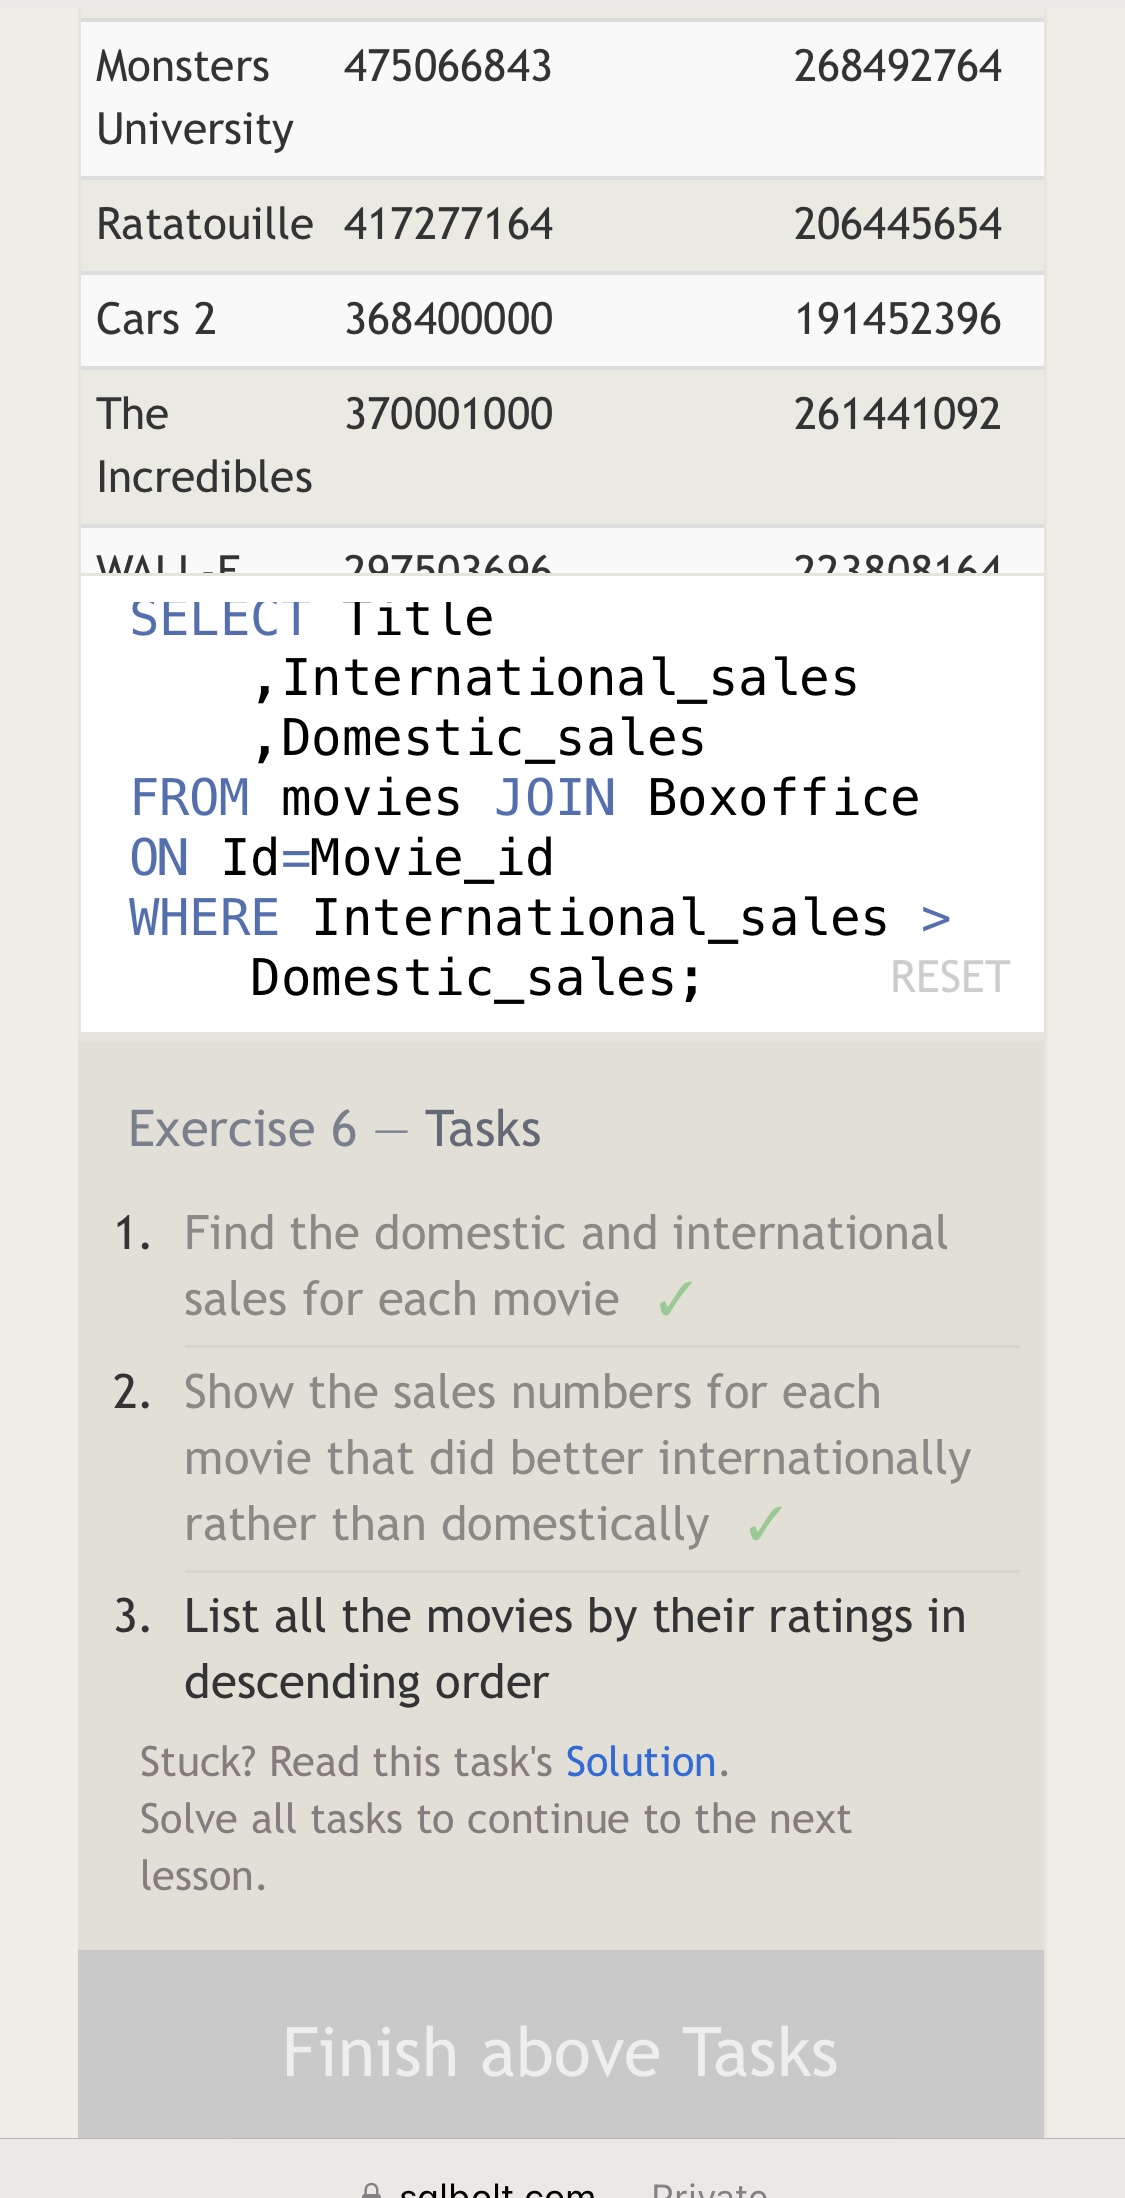 Monsters University 475066843 268492764
Ratatouille 417277164 206445654
Cars 2 368400000 191452396
The Incredibles 370001000 261441092
WALL-E 297503696 223808164
SELECT Title
,International_sales
,Domestic_sales
FROM movies JOIN Boxoffice
ON Id=Movie_id
WHERE International_sales >
Domestic_sales;
RESET
Exercise 6 — Tasks
1. Find the domestic and international
sales for each movie ✓
2. Show the sales numbers for each
movie that did better internationally
rather than domestically ✓
3. List all the movies by their ratings in
descending order
Stuck? Read this task's Solution.
Solve all tasks to continue to the next
lesson.
Finish above Tasks
sqlbolt.com — Private